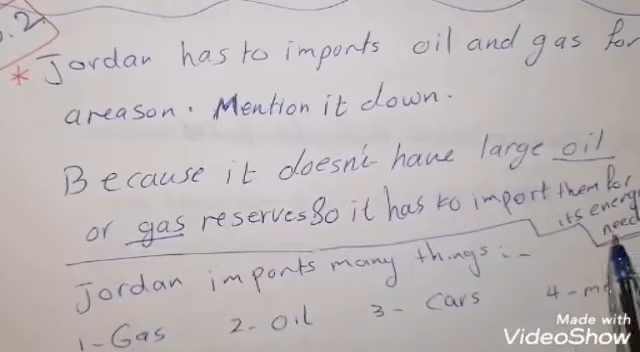 * Jordan has to imports oil and gas for
areason. Mention it down.
Because it doesn't have large oil
or gas reserves so it has to import them for
its energy
need
Jordan imports many things :-
1- Gas 2- Oil 3- Cars 4-
Made with
VideoShow